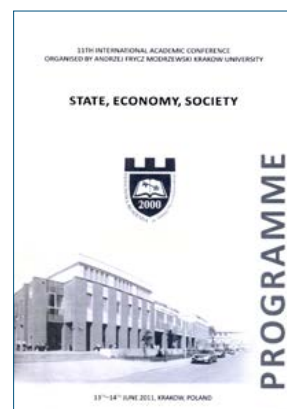 11TH INTERNATIONAL ACADEMIC CONFERENCE
ORGANISED BY ANDRZEJ FRYCZ MODRZEWSKI KRAKOW UNIVERSITY
STATE, ECONOMY, SOCIETY
2000
PROGRAMME
13TH-14TH JUNE 2011, KRAKOW, POLAND